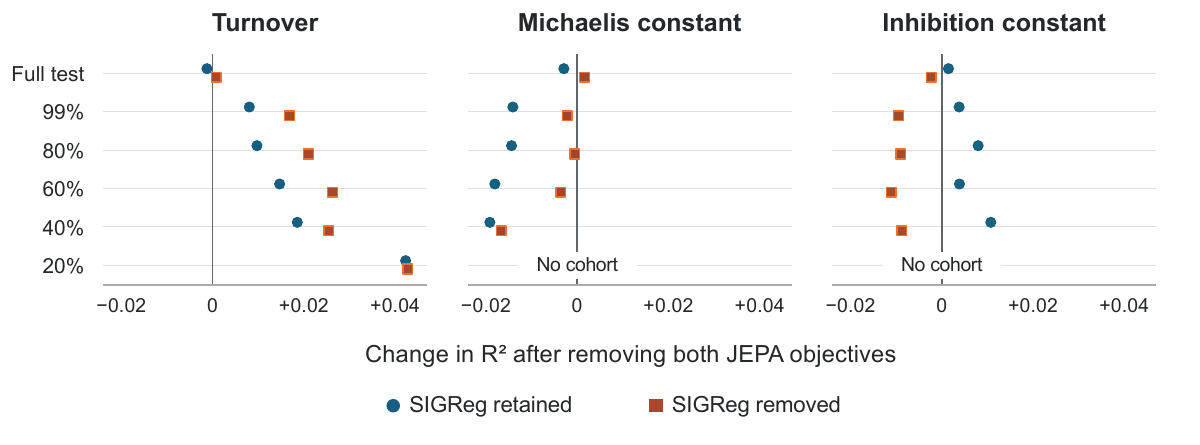 Turnover
Michaelis constant
Inhibition constant
Full test
99%
80%
60%
40%
20%
No cohort
No cohort
−0.02 0 +0.02 +0.04
−0.02 0 +0.02 +0.04
−0.02 0 +0.02 +0.04
Change in R² after removing both JEPA objectives
SIGReg retained
SIGReg removed